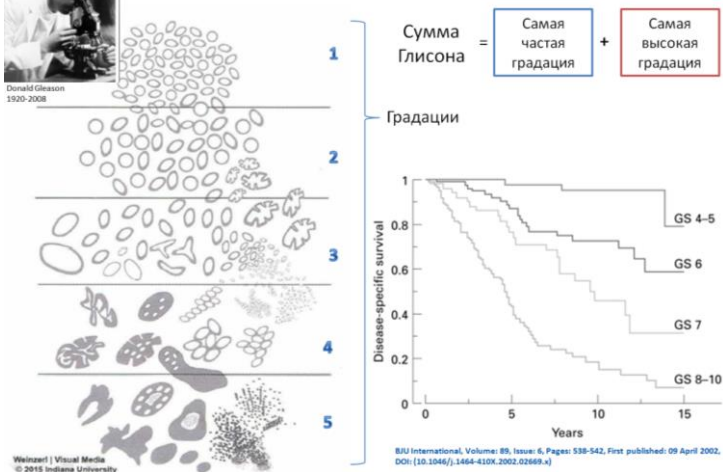 Donald Gleason
1920-2008
1
2
3
4
5
Weinzerl | Visual Media
© 2015 Indiana University
Градации
Сумма
Глисона
=
Самая
частая
градация
+
Самая
высокая
градация
Disease-specific survival
1
0.8
0.6
0.4
0.2
0
0
5
10
15
Years
GS 4–5
GS 6
GS 7
GS 8–10
BJU International, Volume: 89, Issue: 6, Pages: 538-542, First published: 09 April 2002,
DOI: (10.1046/j.1464-410X.2002.02669.x)